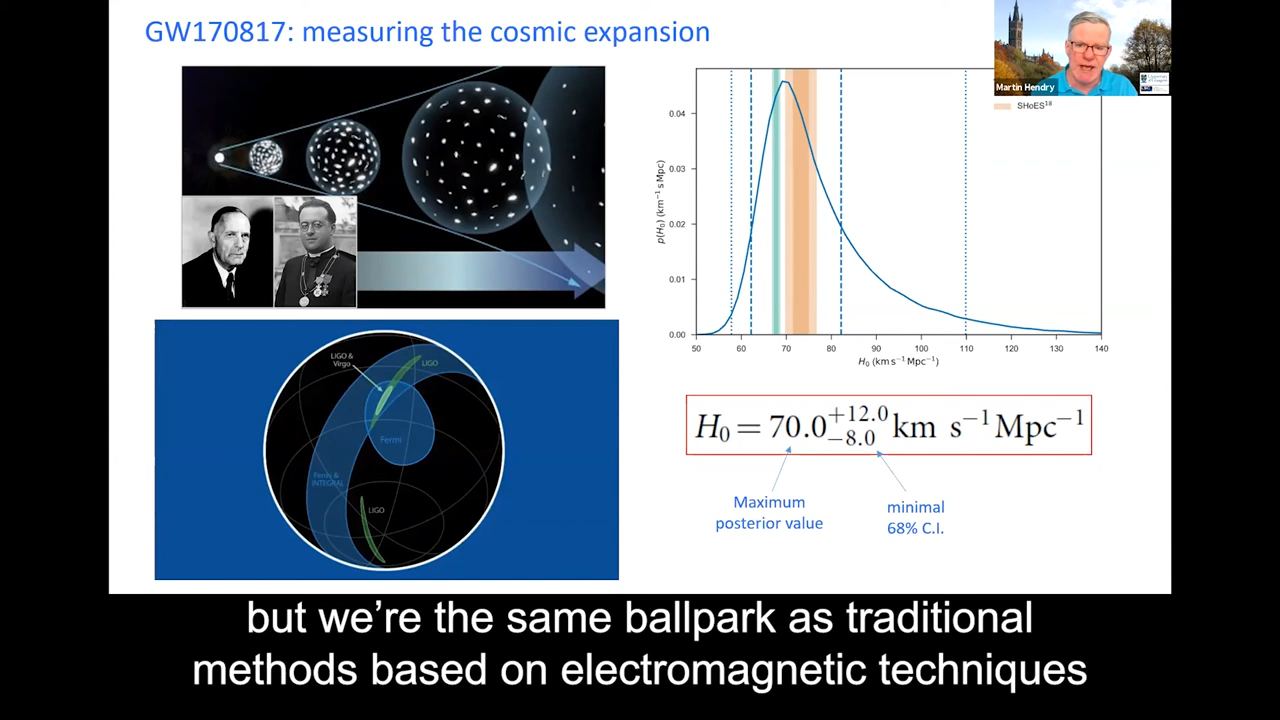 GW170817: measuring the cosmic expansion
Martin Hendry
LIGO &
Virgo
LIGO
Fermi
Fermi &
INTEGRAL
LIGO
SHoES¹⁸
p(H₀) (km⁻¹ s Mpc)
0.04
0.03
0.02
0.01
0.00
50 60 70 80 90 100 110 120 130 140
H₀ (km s⁻¹ Mpc⁻¹)
H₀ = 70.0⁺¹²·⁰₋₈.₀ km s⁻¹ Mpc⁻¹
Maximum
posterior value
minimal
68% C.I.
but we’re the same ballpark as traditional
methods based on electromagnetic techniques